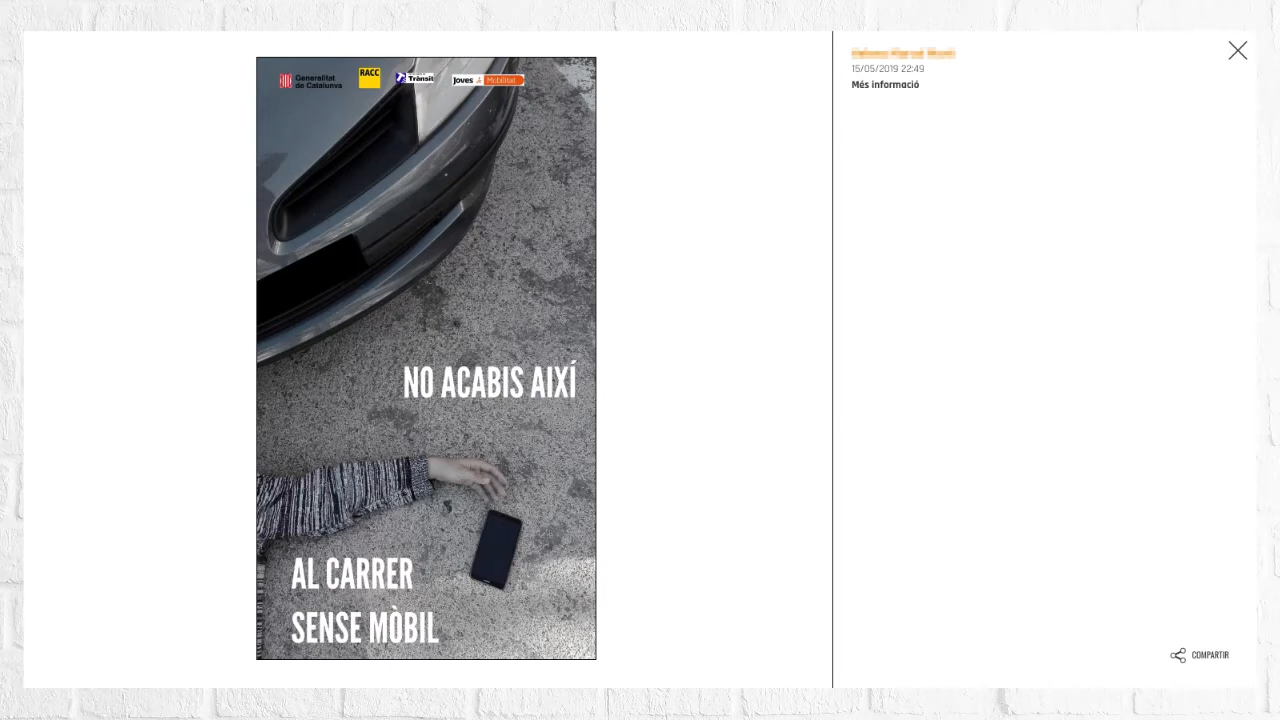 Generalitat
de Catalunya
RACC
Trànsit
Joves Mobilitat
NO ACABIS AIXÍ
AL CARRER
SENSE MÒBIL
15/05/2019 22:49
Més informació
COMPARTIR